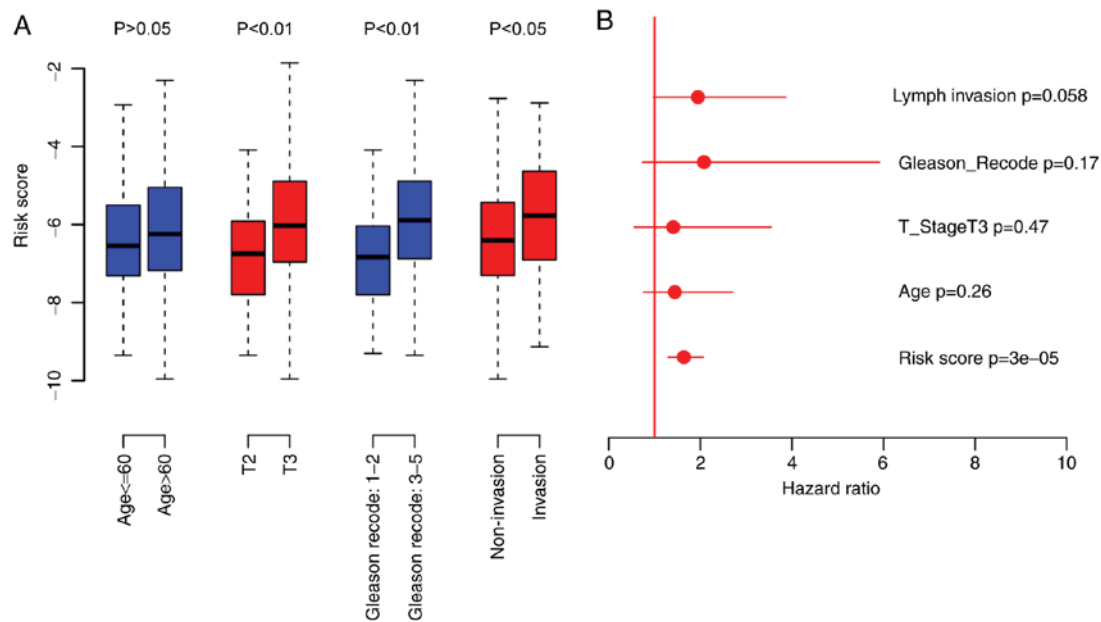 A
P>0.05
P<0.01
P<0.01
P<0.05
Risk score
−2
−4
−6
−8
−10
Age<=60
Age>60
T2
T3
Gleason recode: 1−2
Gleason recode: 3−5
Non-invasion
Invasion
B
Lymph invasion p=0.058
Gleason_Recode p=0.17
T_StageT3 p=0.47
Age p=0.26
Risk score p=3e−05
0 2 4 6 8 10
Hazard ratio